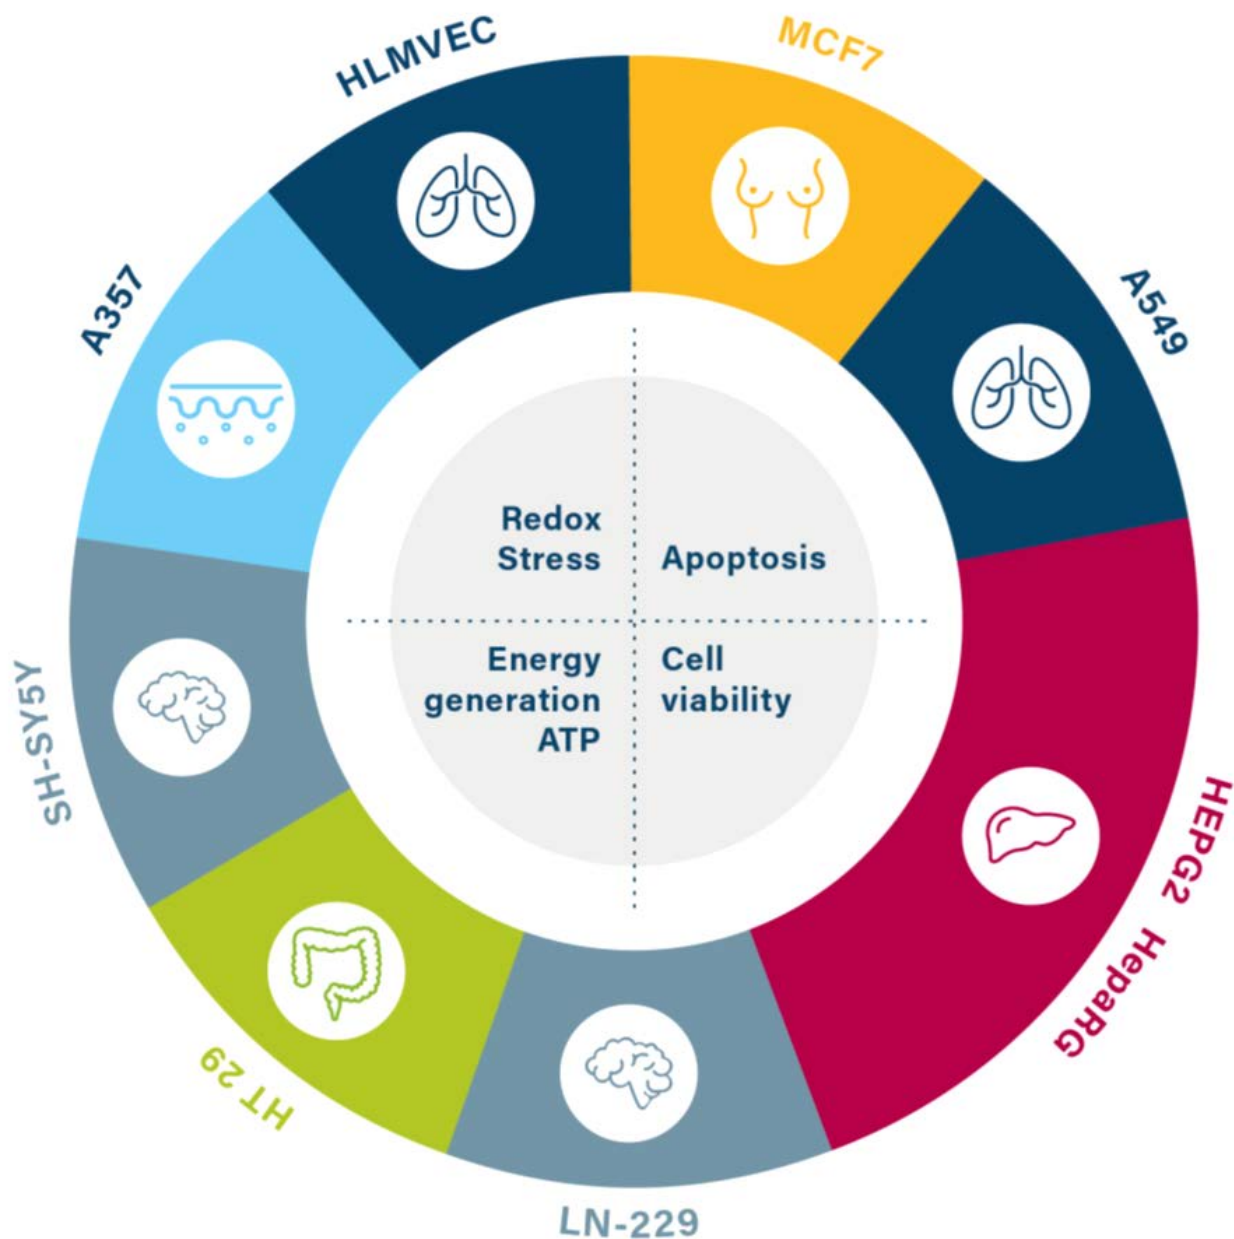 HLMVEC
MCF7
A549
HEPG2 HepaRG
LN-229
HT 29
SH-SY5Y
A357
Redox
Stress
Apoptosis
Energy
generation
ATP
Cell
viability